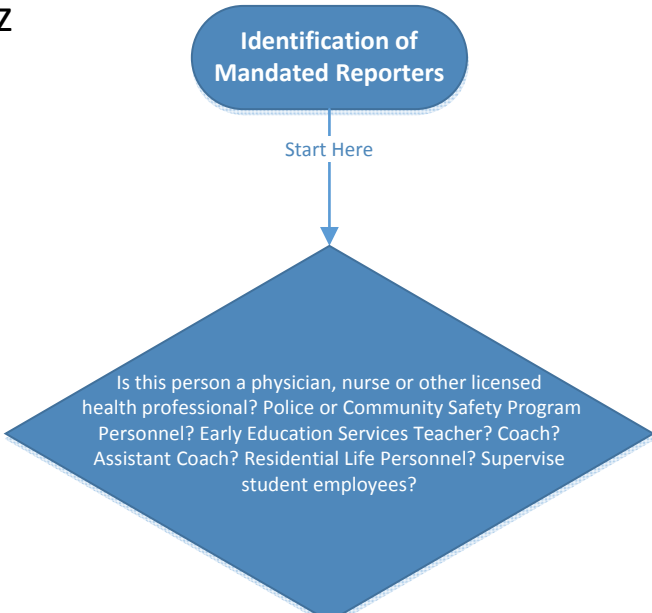 z
Identification of
Mandated Reporters
Start Here
Is this person a physician, nurse or other licensed
health professional? Police or Community Safety Program
Personnel? Early Education Services Teacher? Coach?
Assistant Coach? Residential Life Personnel? Supervise
student employees?